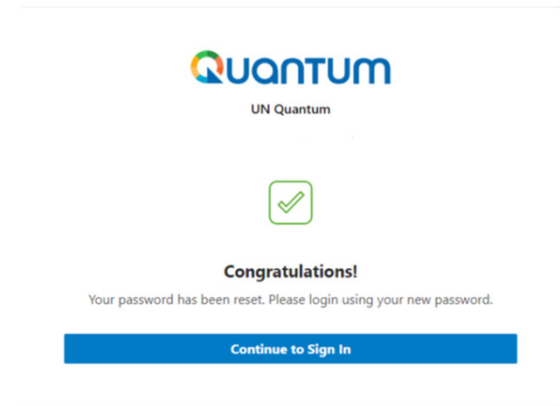 QUANTUM
UN Quantum
Congratulations!
Your password has been reset. Please login using your new password.
Continue to Sign In